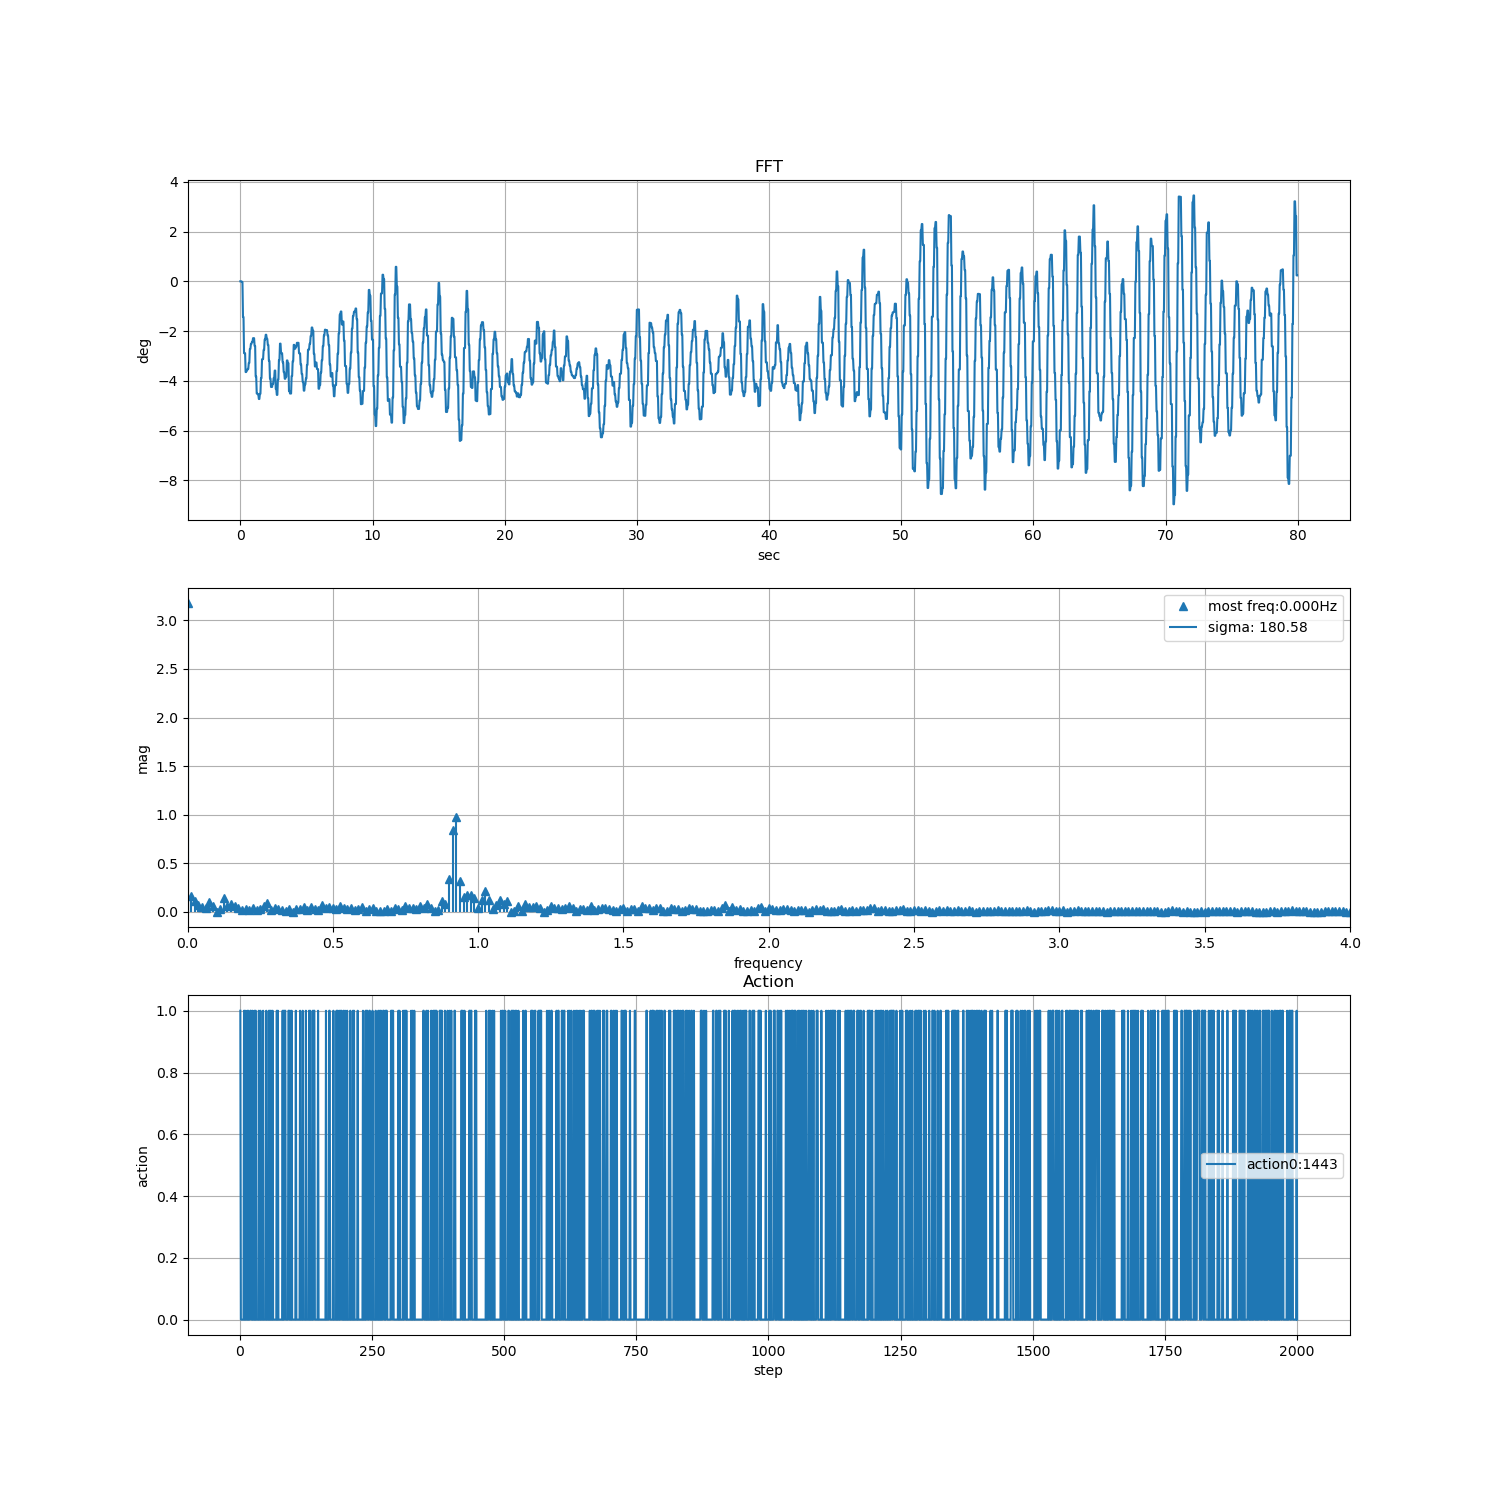 FFT
4
2
0
−2
−4
−6
−8
deg
0 10 20 30 40 50 60 70 80
sec
3.0
2.5
2.0
1.5
1.0
0.5
0.0
mag
most freq:0.000Hz
sigma: 180.58
0.0 0.5 1.0 1.5 2.0 2.5 3.0 3.5 4.0
frequency
Action
1.0
0.8
0.6
0.4
0.2
0.0
action
action0:1443
0 250 500 750 1000 1250 1500 1750 2000
step